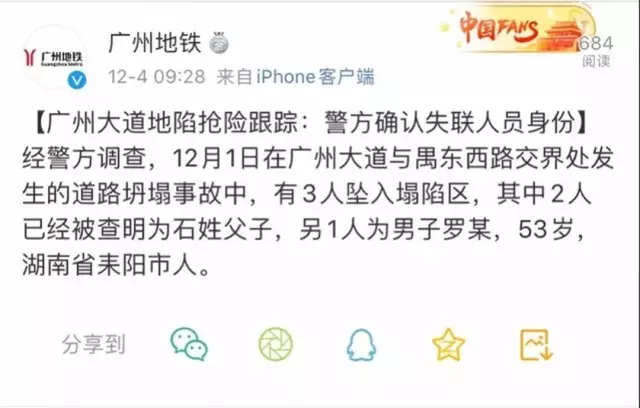 中国FANS
广州地铁
684
广州地铁
Guangzhou Metro
12-4 09:28 来自iPhone客户端
阅读
【广州大道地陷抢险跟踪：警方确认失联人员身份】
经警方调查，12月1日在广州大道与禺东西路交界处发
生的道路坍塌事故中，有3人坠入塌陷区，其中2人
已经被查明为石姓父子，另1人为男子罗某，53岁，
湖南省耒阳市人。
分享到